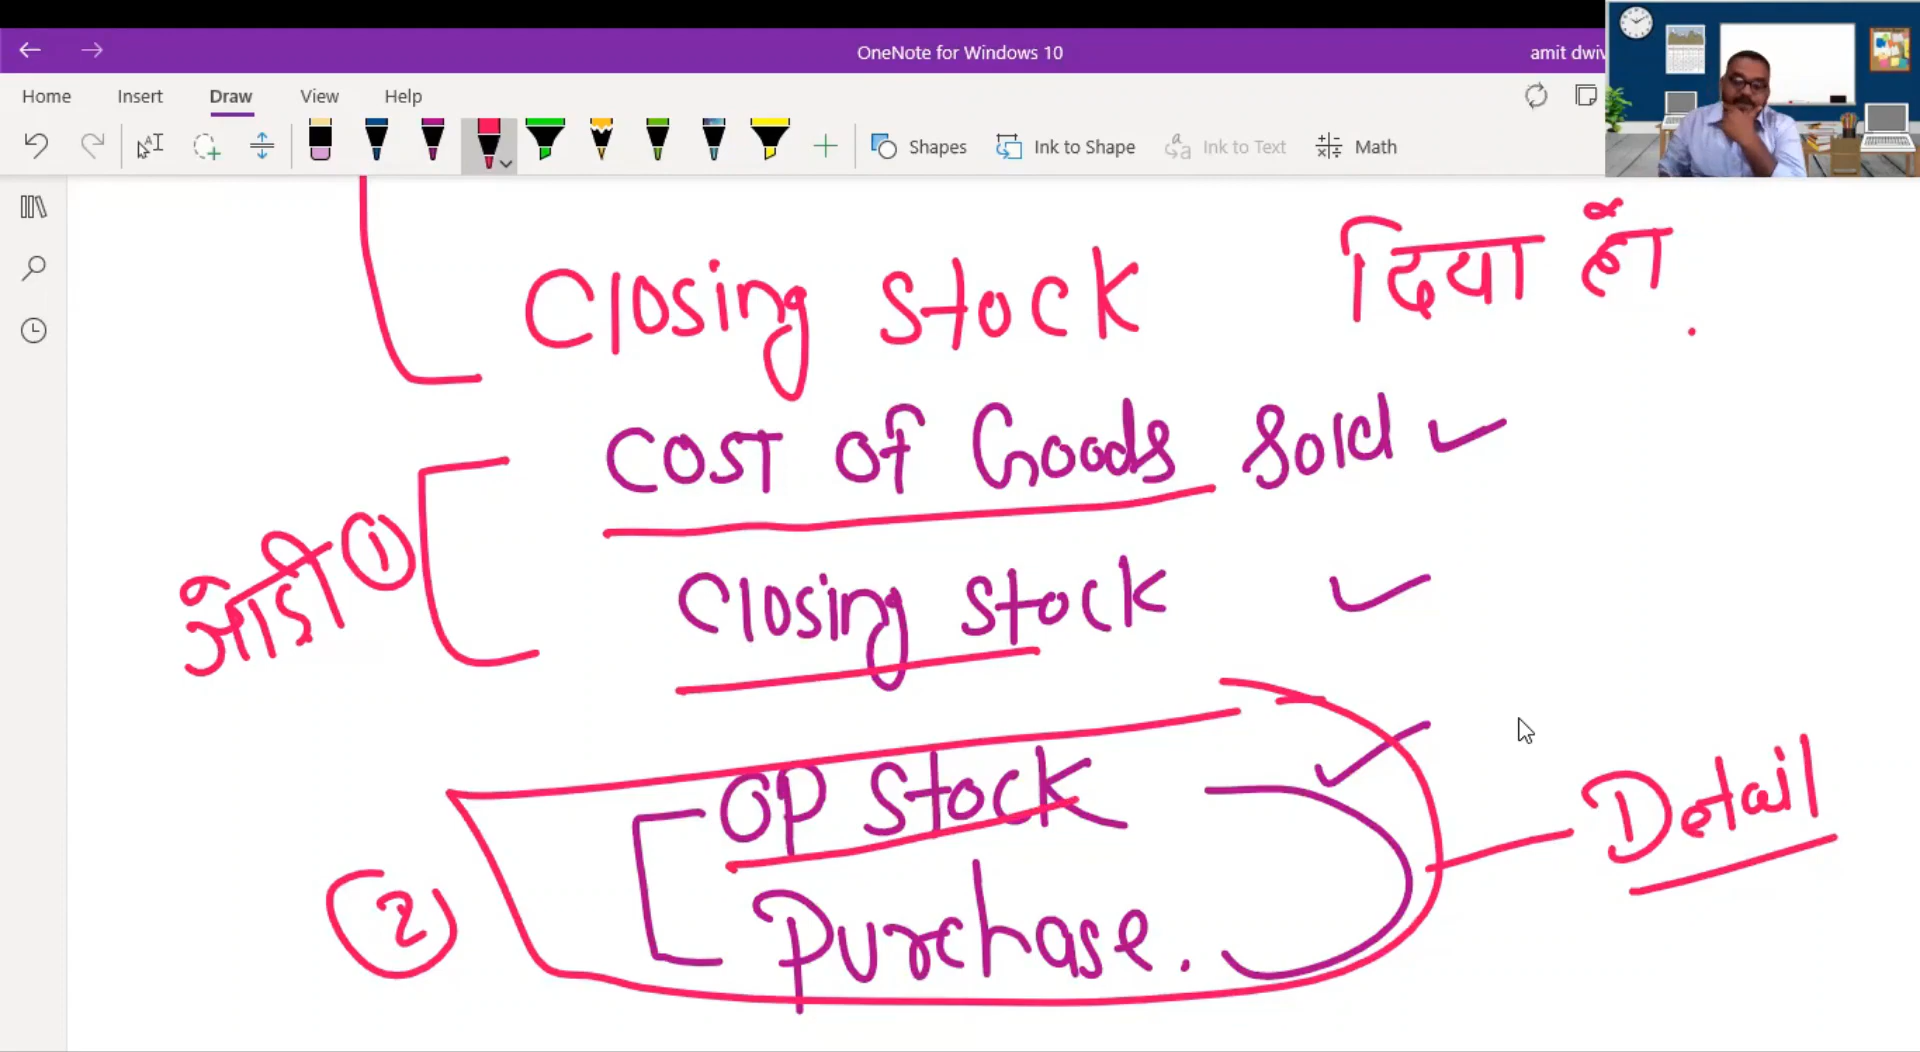 OneNote for Windows 10
amit dwiv
Home Insert Draw View Help
Shapes Ink to Shape Ink to Text Math
Closing Stock दिया हो.
COST Of Goods Sold
जोडी ①
Closing Stock
OP Stock
Detail
②
Purchase.